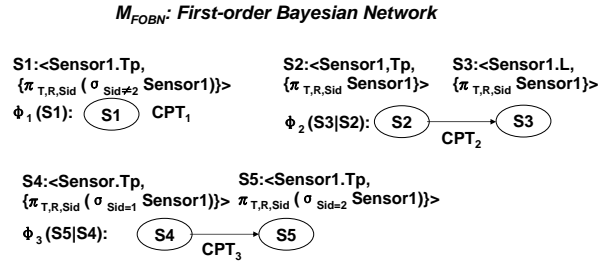 M_FOBN: First-order Bayesian Network
S1:<Sensor1.Tp,
{π T,R,Sid ( σ Sid≠2 Sensor1)}>
Φ1 (S1): S1 CPT1
S2:<Sensor1,Tp,
{π T,R,Sid Sensor1}>
S3:<Sensor1.L,
{π T,R,Sid Sensor1}>
Φ2 (S3|S2): S2 CPT2 S3
S4:<Sensor.Tp,
{π T,R,Sid ( σ Sid=1 Sensor1)}>
S5:<Sensor1.Tp,
π T,R,Sid ( σ Sid=2 Sensor1)}>
Φ3 (S5|S4): S4 CPT3 S5